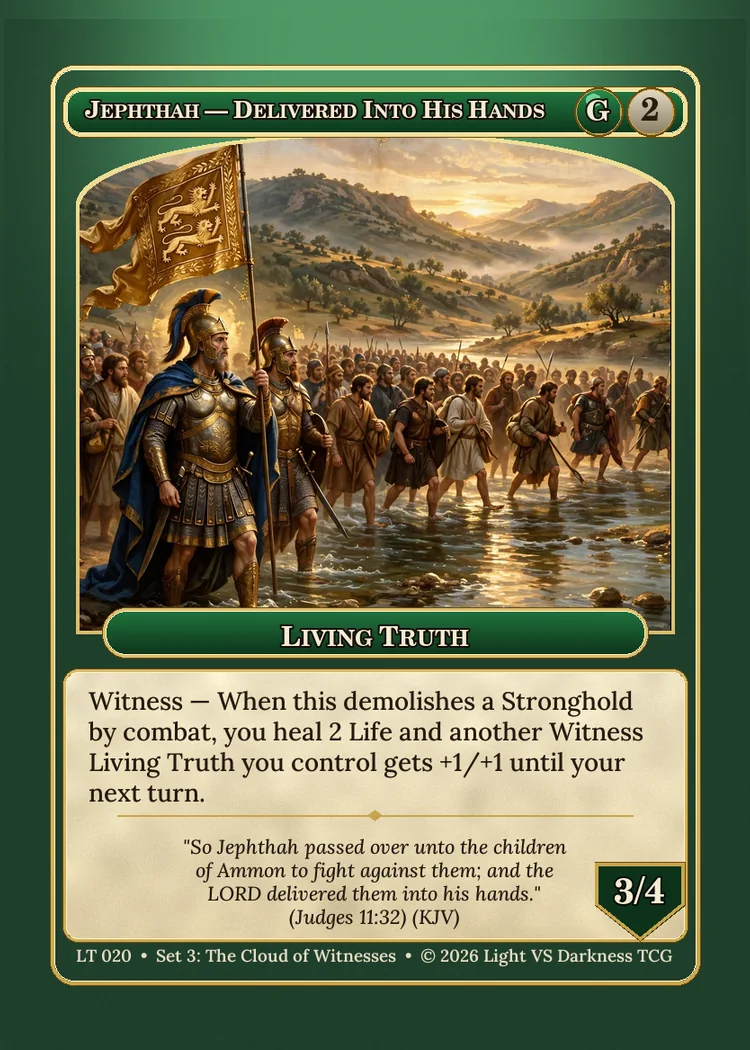 Jephthah — Delivered Into His Hands G 2
Living Truth
Witness — When this demolishes a Stronghold
by combat, you heal 2 Life and another Witness
Living Truth you control gets +1/+1 until your
next turn.
"So Jephthah passed over unto the children
of Ammon to fight against them; and the
LORD delivered them into his hands."
(Judges 11:32) (KJV)
3/4
LT 020 • Set 3: The Cloud of Witnesses • © 2026 Light VS Darkness TCG